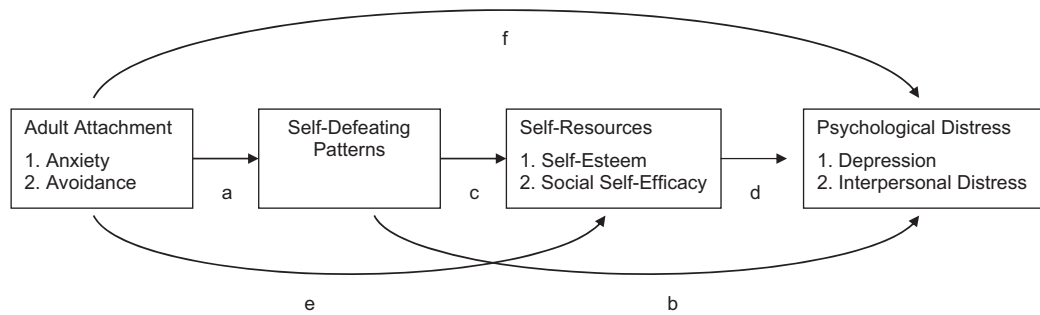 f
Adult Attachment
1. Anxiety
2. Avoidance
a
Self-Defeating
Patterns
c
Self-Resources
1. Self-Esteem
2. Social Self-Efficacy
d
Psychological Distress
1. Depression
2. Interpersonal Distress
e
b